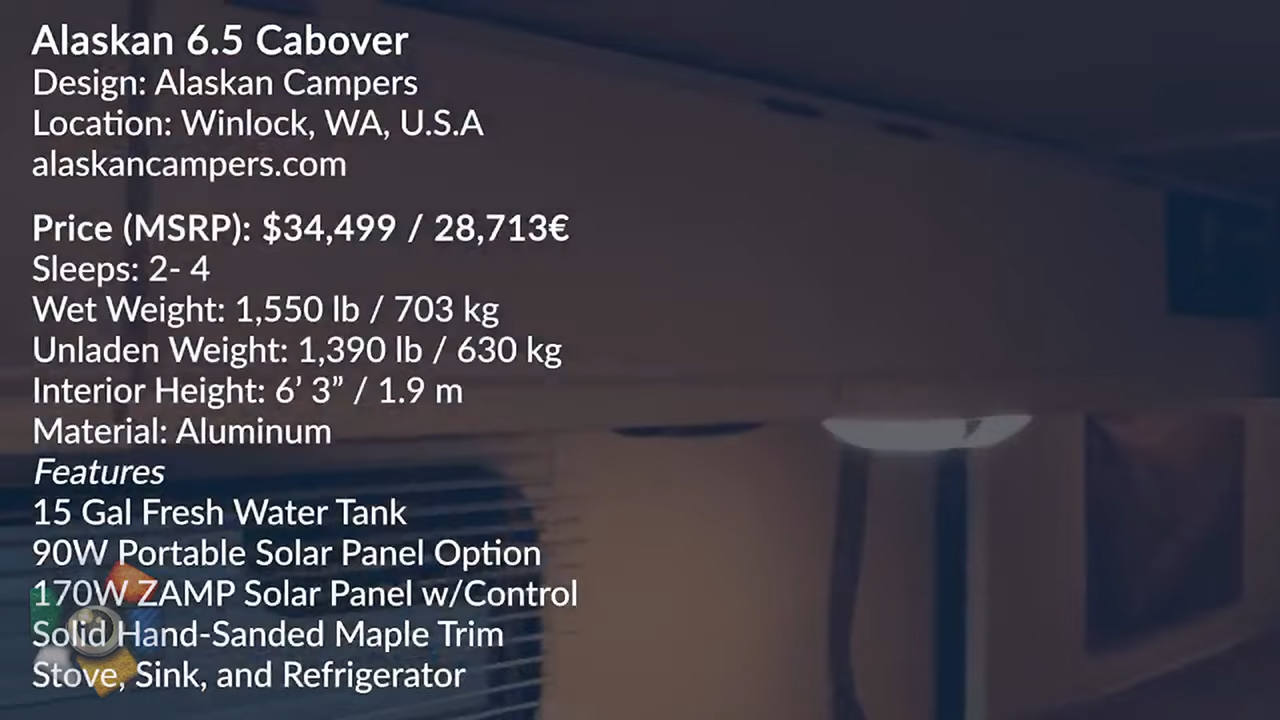 Alaskan 6.5 Cabover
Design: Alaskan Campers
Location: Winlock, WA, U.S.A
alaskancampers.com
Price (MSRP): $34,499 / 28,713€
Sleeps: 2- 4
Wet Weight: 1,550 lb / 703 kg
Unladen Weight: 1,390 lb / 630 kg
Interior Height: 6’ 3” / 1.9 m
Material: Aluminum
Features
15 Gal Fresh Water Tank
90W Portable Solar Panel Option
170W ZAMP Solar Panel w/Control
Solid Hand-Sanded Maple Trim
Stove, Sink, and Refrigerator